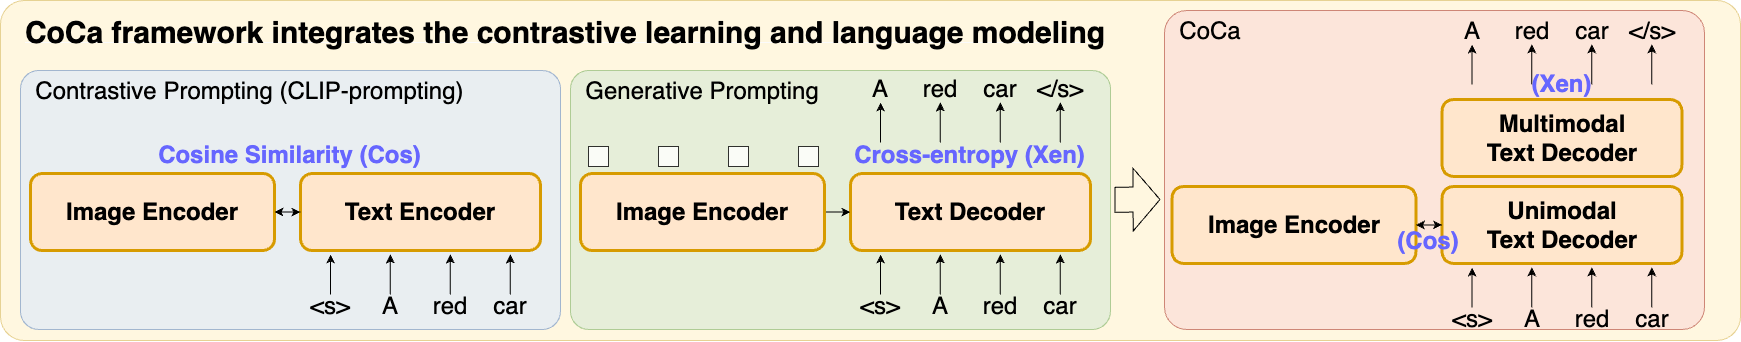 CoCa framework integrates the contrastive learning and language modeling
Contrastive Prompting (CLIP-prompting)
Cosine Similarity (Cos)
Image Encoder
Text Encoder
<s> A red car
Generative Prompting
A red car </s>
Cross-entropy (Xen)
Image Encoder
Text Decoder
<s> A red car
CoCa
A red car </s>
(Xen)
Multimodal
Text Decoder
Image Encoder
(Cos)
Unimodal
Text Decoder
<s> A red car